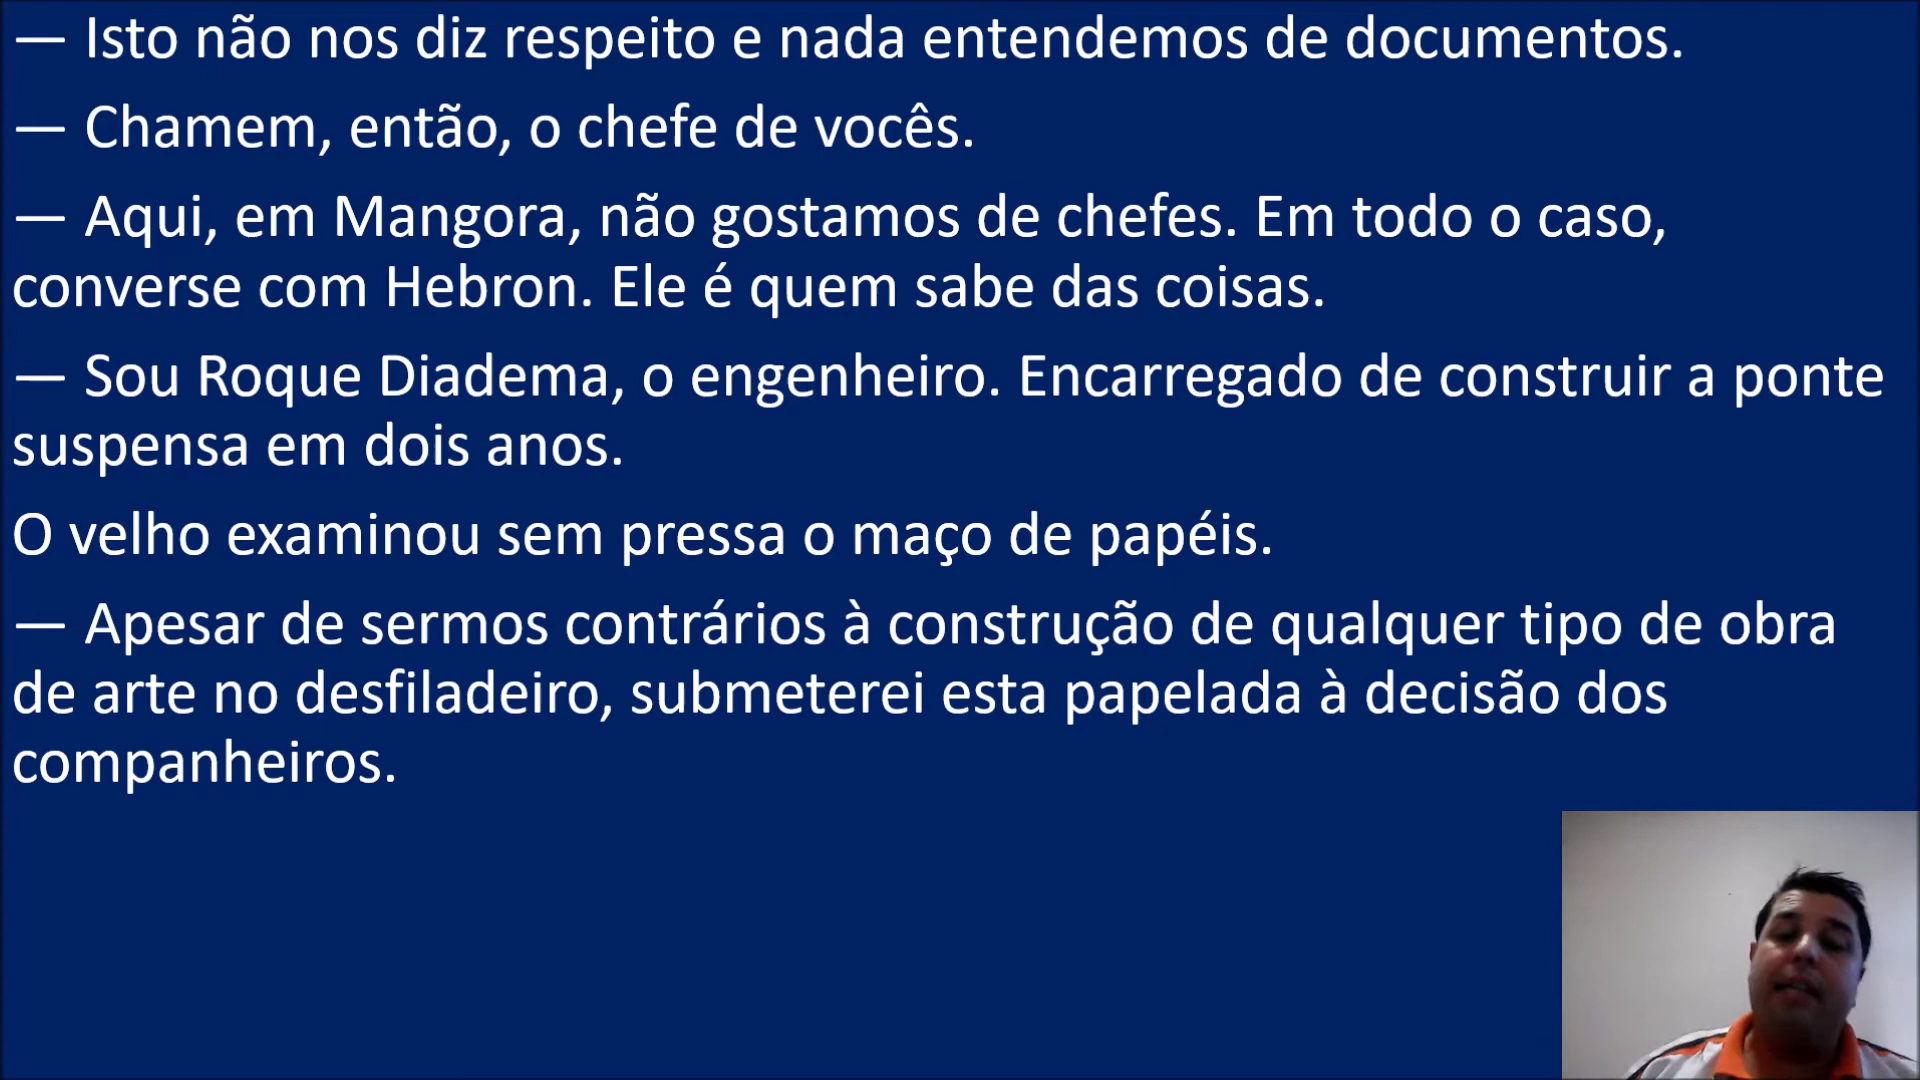 — Isto não nos diz respeito e nada entendemos de documentos.
— Chamem, então, o chefe de vocês.
— Aqui, em Mangora, não gostamos de chefes. Em todo o caso,
converse com Hebron. Ele é quem sabe das coisas.
— Sou Roque Diadema, o engenheiro. Encarregado de construir a ponte
suspensa em dois anos.
O velho examinou sem pressa o maço de papéis.
— Apesar de sermos contrários à construção de qualquer tipo de obra
de arte no desfiladeiro, submeterei esta papelada à decisão dos
companheiros.